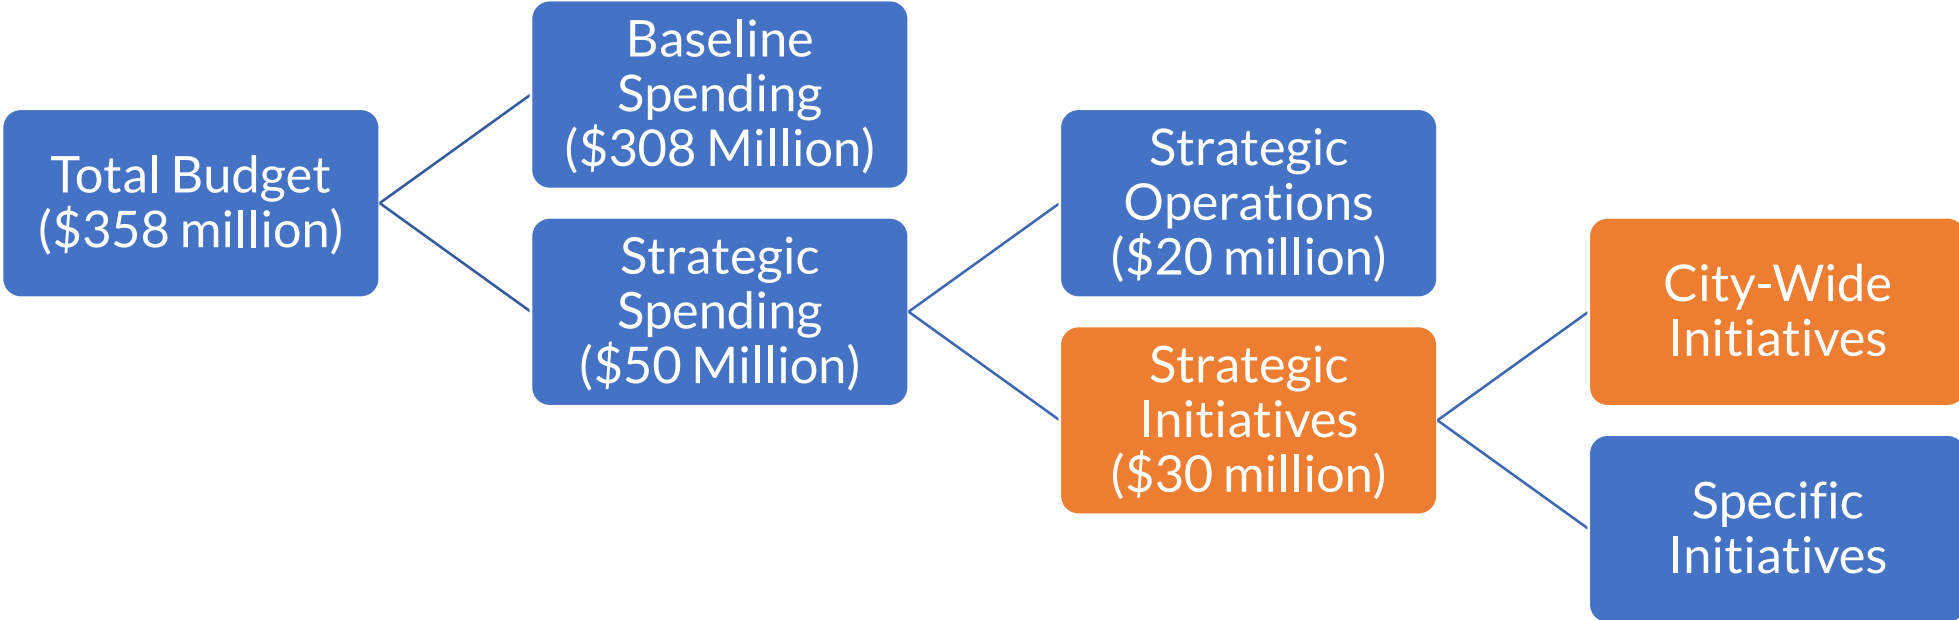 Total Budget
($358 million)
Baseline
Spending
($308 Million)
Strategic
Spending
($50 Million)
Strategic
Operations
($20 million)
Strategic
Initiatives
($30 million)
City-Wide
Initiatives
Specific
Initiatives